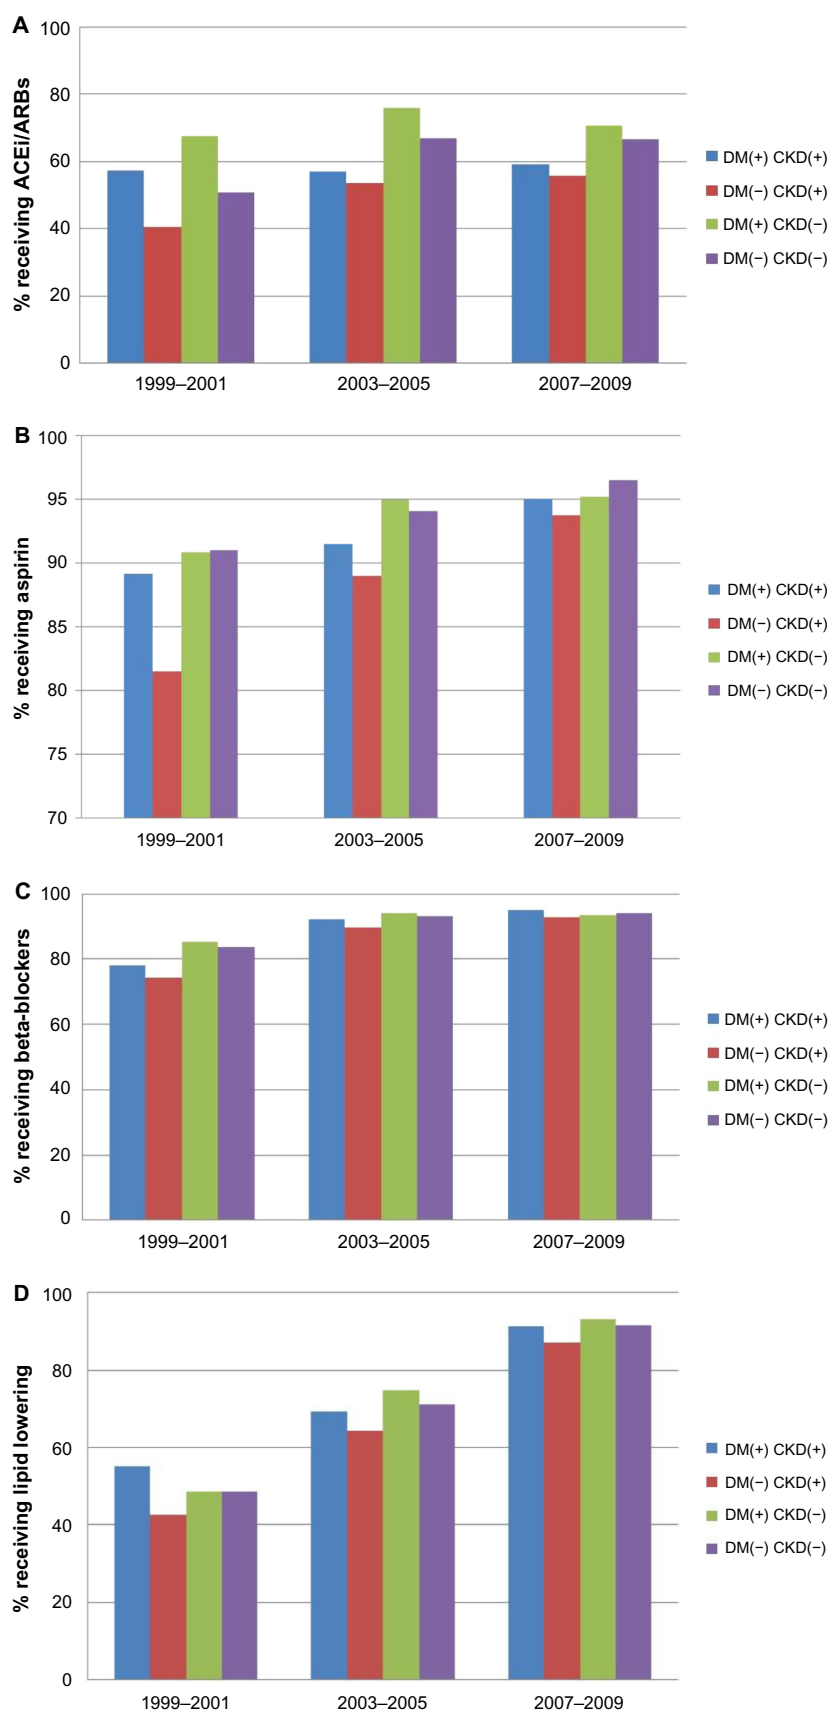 A
% receiving ACEi/ARBs
100
80
60
40
20
0
1999–2001
2003–2005
2007–2009
DM(+) CKD(+)
DM(−) CKD(+)
DM(+) CKD(−)
DM(−) CKD(−)
B
% receiving aspirin
100
95
90
85
80
75
70
1999–2001
2003–2005
2007–2009
DM(+) CKD(+)
DM(−) CKD(+)
DM(+) CKD(−)
DM(−) CKD(−)
C
% receiving beta-blockers
100
80
60
40
20
0
1999–2001
2003–2005
2007–2009
DM(+) CKD(+)
DM(−) CKD(+)
DM(+) CKD(−)
DM(−) CKD(−)
D
% receiving lipid lowering
100
80
60
40
20
0
1999–2001
2003–2005
2007–2009
DM(+) CKD(+)
DM(−) CKD(+)
DM(+) CKD(−)
DM(−) CKD(−)